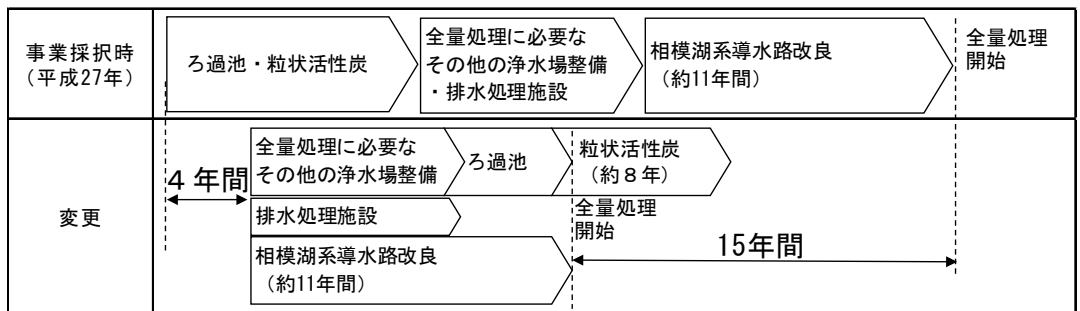 事業採択時
（平成27年）
ろ過池・粒状活性炭
全量処理に必要な
その他の浄水場整備
・排水処理施設
相模湖系導水路改良
（約11年間）
全量処理
開始
変更
４年間
全量処理に必要な
その他の浄水場整備
ろ過池
粒状活性炭
（約８年）
排水処理施設
全量処理
開始
相模湖系導水路改良
（約11年間）
15年間